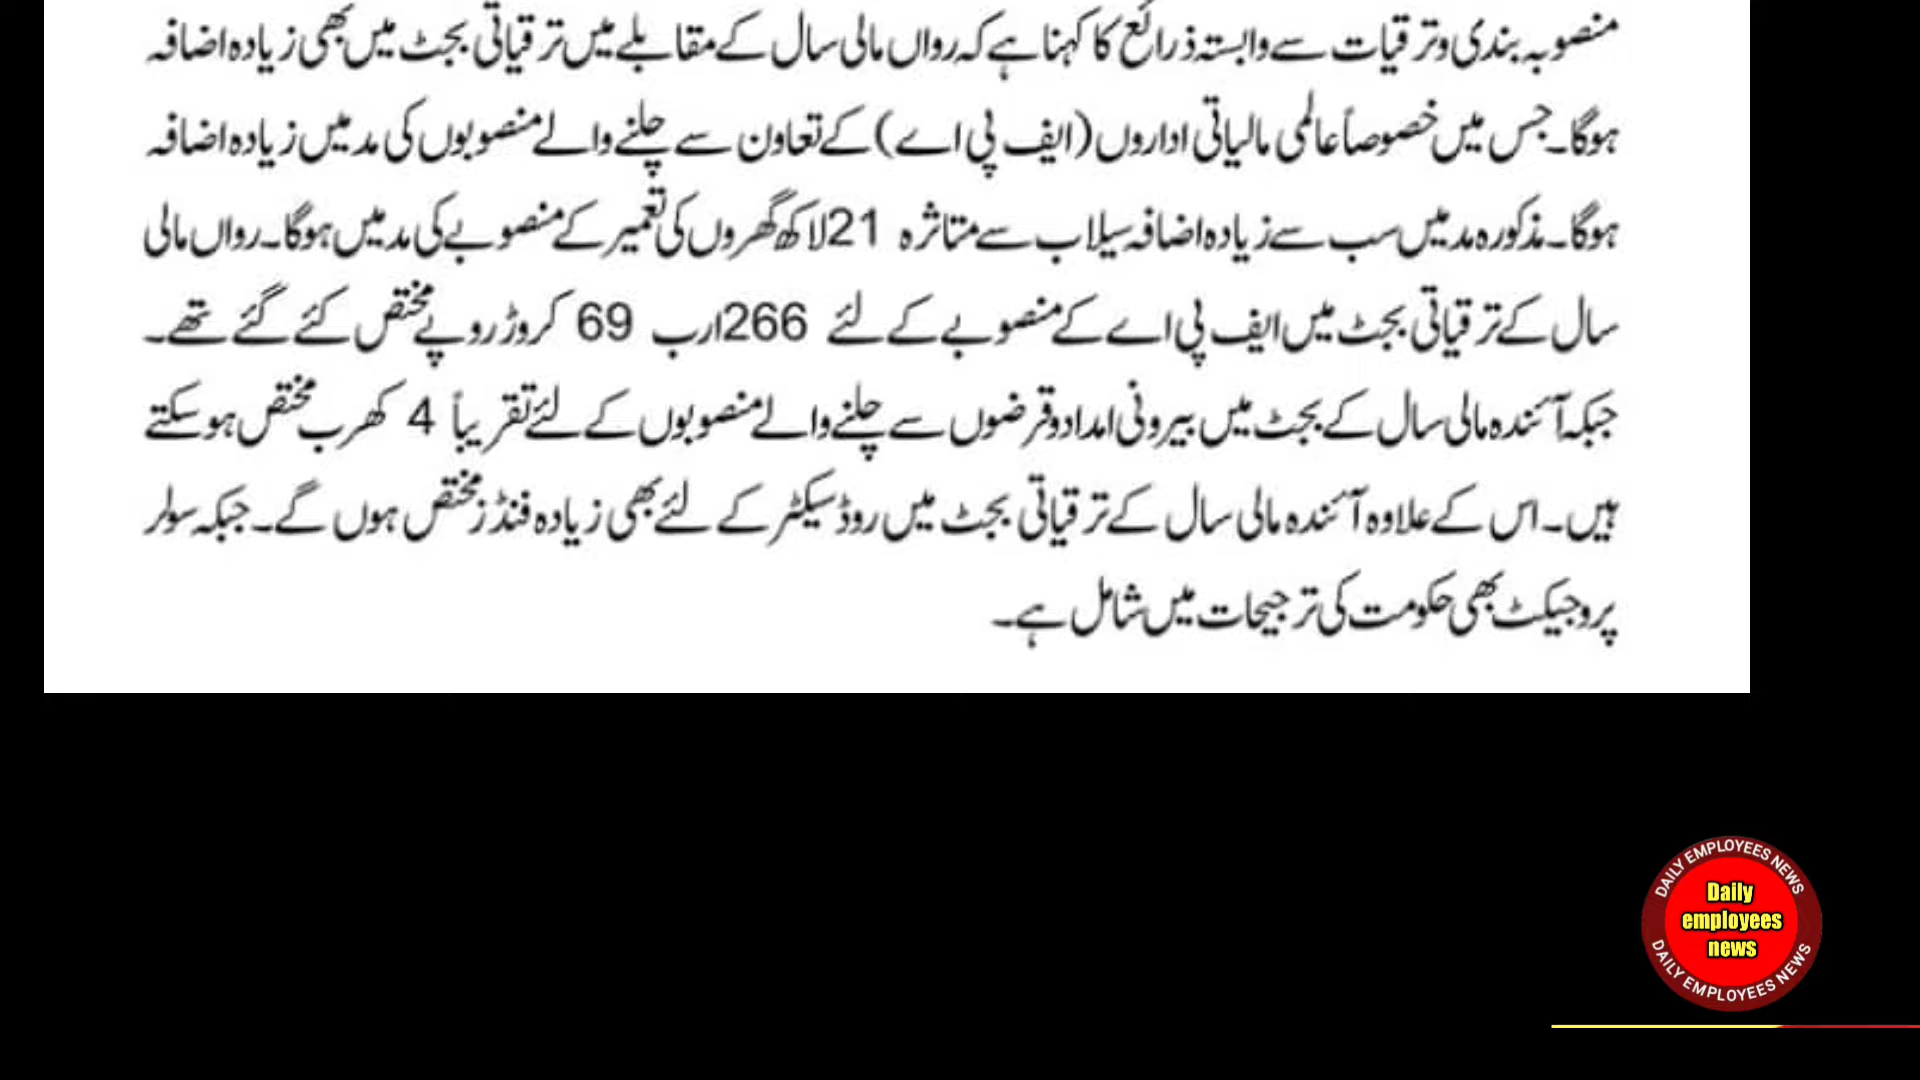 منصوبہ بندی وترقیات سے وابستہ ذرائع کا کہنا ہے کہ رواں مالی سال کے مقابلے میں ترقیاتی بجٹ میں بھی زیادہ اضافہ
ہوگا۔ جس میں خصوصاً عالمی مالیاتی اداروں (ایف پی اے) کے تعاون سے چلنے والے منصوبوں کی مد میں زیادہ اضافہ
ہوگا۔ مذکورہ مد میں سب سے زیادہ اضافہ سیلاب سے متاثرہ 21 لاکھ گھروں کی تعمیر کے منصوبے کی مد میں ہوگا۔ رواں مالی
سال کے ترقیاتی بجٹ میں ایف پی اے کے منصوبے کے لئے 266 ارب 69 کروڑ روپے مختص کئے گئے تھے۔
جبکہ آئندہ مالی سال کے بجٹ میں بیرونی امداد وقرضوں سے چلنے والے منصوبوں کے لئے تقریباً 4 کھرب مختص ہوسکتے
ہیں۔ اس کے علاوہ آئندہ مالی سال کے ترقیاتی بجٹ میں روڈ سیکٹر کے لئے بھی زیادہ فنڈز مختص ہوں گے۔ جبکہ سولر
پروجیکٹ بھی حکومت کی ترجیحات میں شامل ہے۔
DAILY EMPLOYEES NEWS
Daily
employees
news
DAILY EMPLOYEES NEWS